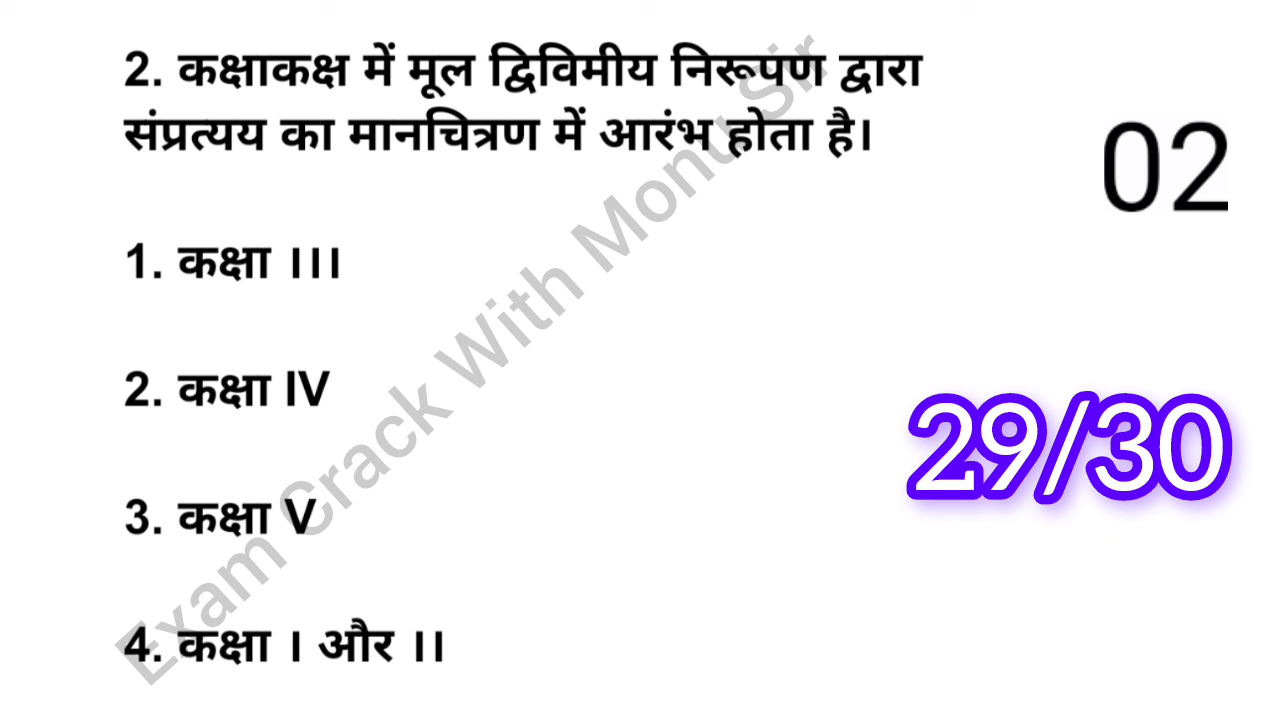 2. कक्षाकक्ष में मूल द्विविमीय निरूपण द्वारा
संप्रत्यय का मानचित्रण में आरंभ होता है।
02
1. कक्षा ।।।
2. कक्षा IV
29/30
3. कक्षा V
4. कक्षा । और ।।
Exam Crack With Monu Sir